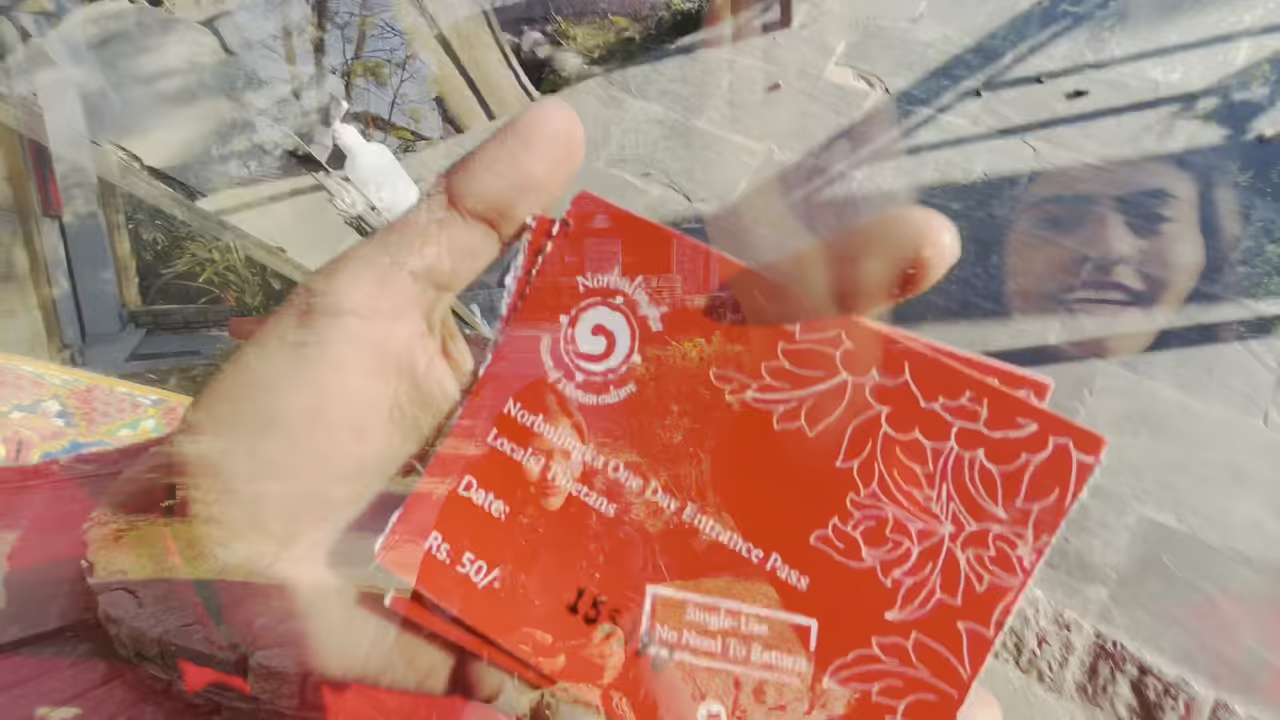 Norbulingka
Norbulingka One Day Entrance Pass
Locals/ Tibetans
Date:
Rs. 50/-
Single-Use
No Need To Return